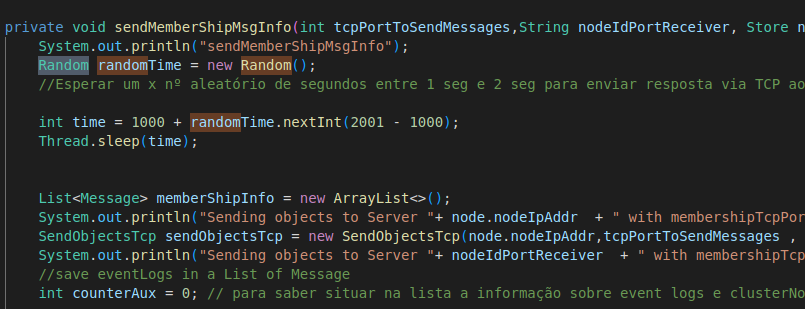 private void sendMemberShipMsgInfo(int tcpPortToSendMessages,String nodeIdPortReceiver, Store n
System.out.println("sendMemberShipMsgInfo");
Random randomTime = new Random();
//Esperar um x nº aleatório de segundos entre 1 seg e 2 seg para enviar resposta via TCP ao
int time = 1000 + randomTime.nextInt(2001 - 1000);
Thread.sleep(time);
List<Message> memberShipInfo = new ArrayList<>();
System.out.println("Sending objects to Server "+ node.nodeIpAddr  + " with membershipTcpPor
SendObjectsTcp sendObjectsTcp = new SendObjectsTcp(node.nodeIpAddr,tcpPortToSendMessages ,
System.out.println("Sending objects to Server "+ nodeIdPortReceiver  + " with membershipTcp
//save eventLogs in a List of Message
int counterAux = 0; // para saber situar na lista a informação sobre event logs e clusterNo